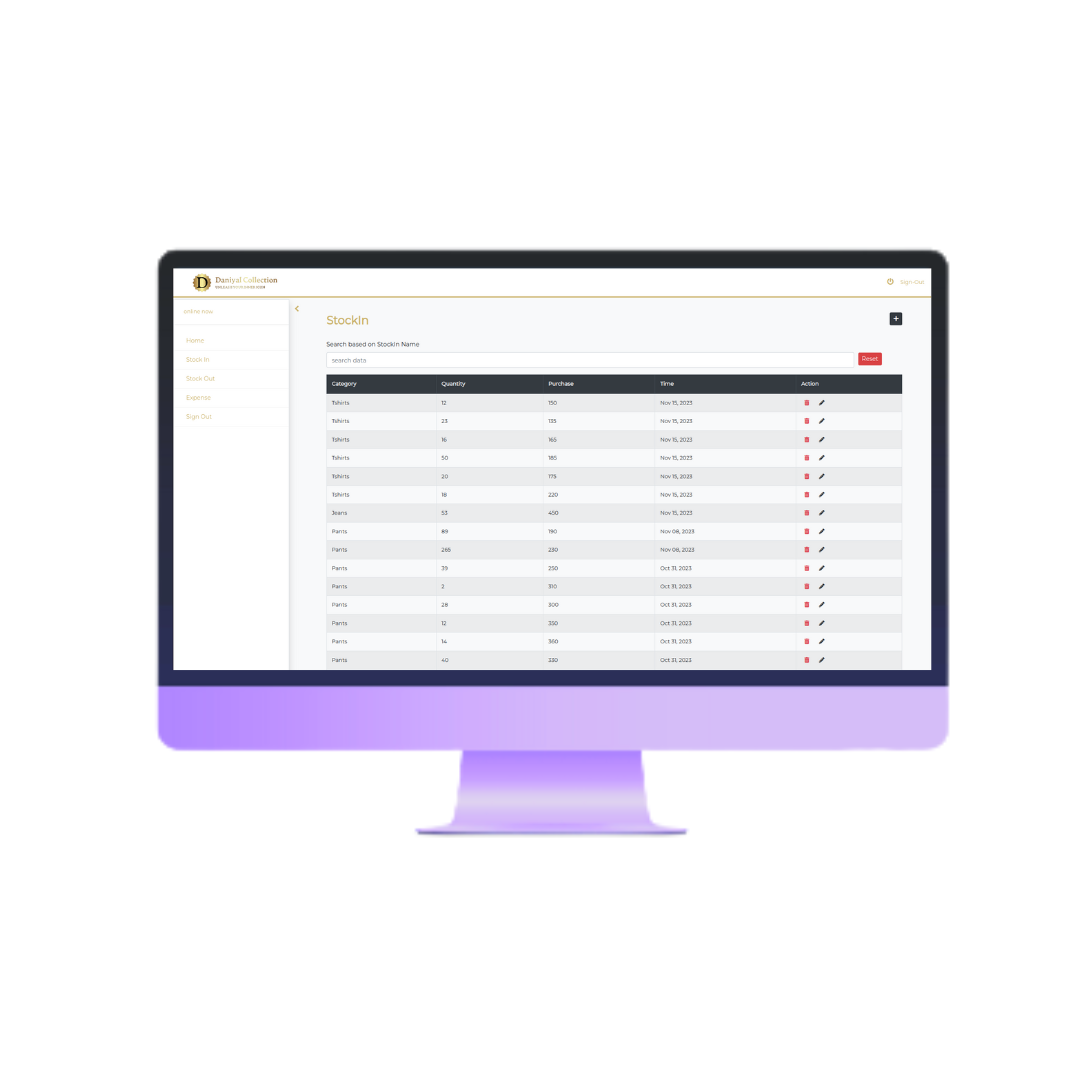 D Daniyal Collection
Sign Out
online now
Home
Stock In
Stock Out
Expense
Sign Out
StockIn
+
Search based on StockIn Name
search data
Reset
Category Quantity Purchase Time Action
Tshirts 12 150 Nov 15, 2023
Tshirts 23 135 Nov 15, 2023
Tshirts 16 165 Nov 15, 2023
Tshirts 50 185 Nov 15, 2023
Tshirts 20 175 Nov 15, 2023
Tshirts 18 220 Nov 15, 2023
Jeans 53 450 Nov 15, 2023
Pants 89 190 Nov 08, 2023
Pants 265 230 Nov 08, 2023
Pants 39 250 Oct 31, 2023
Pants 2 310 Oct 31, 2023
Pants 28 300 Oct 31, 2023
Pants 12 350 Oct 31, 2023
Pants 14 360 Oct 31, 2023
Pants 40 330 Oct 31, 2023